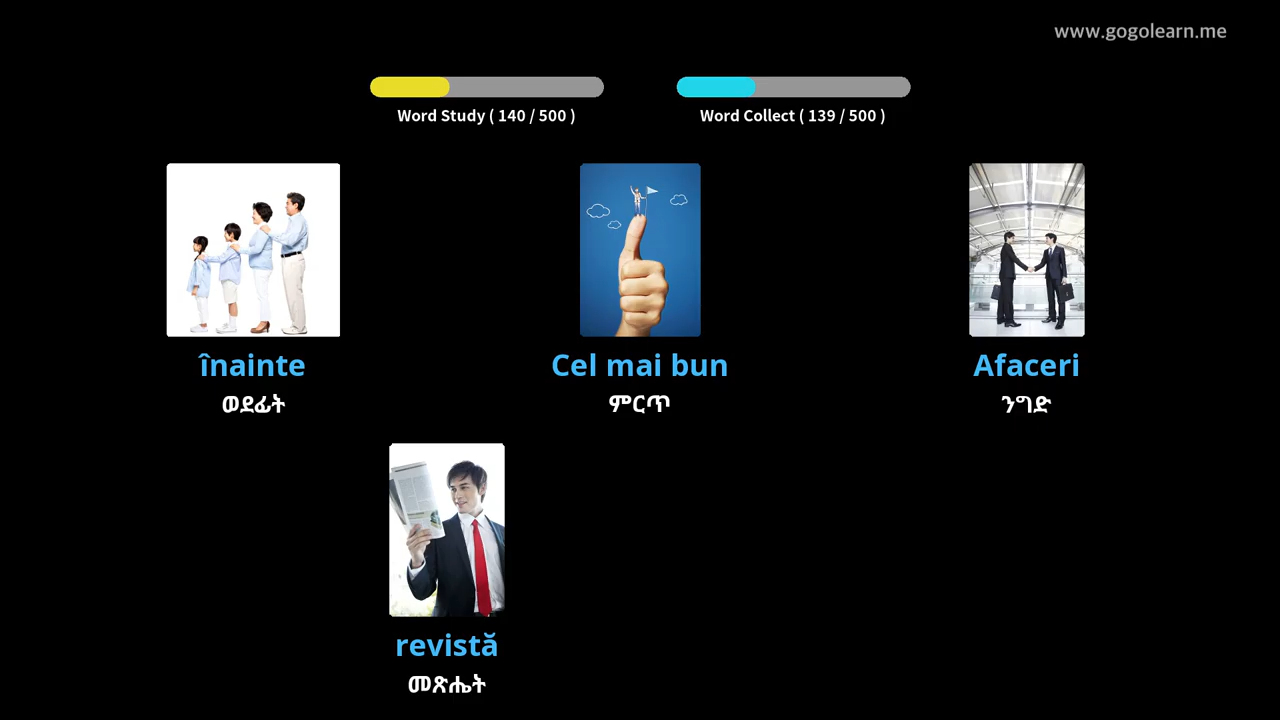 www.gogolearn.me
Word Study ( 140 / 500 )
Word Collect ( 139 / 500 )
înainte
ወደፊት
Cel mai bun
ምርጥ
Afaceri
ንግድ
revistă
መጽሔት